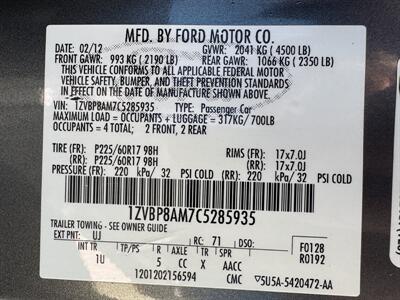 MFD. BY FORD MOTOR CO.
DATE: 02/12 GVWR: 2041 KG (4500 LB)
FRONT GAWR: 993 KG (2190 LB) REAR GAWR: 1066 KG (2350 LB)
THIS VEHICLE CONFORMS TO ALL APPLICABLE FEDERAL MOTOR
VEHICLE SAFETY, BUMPER, AND THEFT PREVENTION STANDARDS
IN EFFECT ON THE DATE OF MANUFACTURE SHOWN ABOVE.
VIN: 1ZVBP8AM7C5285935 TYPE: Passenger Car
MAXIMUM LOAD = OCCUPANTS + LUGGAGE = 317KG/700LB
OCCUPANTS = 4 TOTAL; 2 FRONT, 2 REAR
TIRE (F): P225/60R17 98H RIMS (F): 17x7.0J
(R): P225/60R17 98H (R): 17x7.0J
PRESSURE (F): 220 kPa/ 32 PSI COLD (R): 220 kPa/ 32 PSI COLD
1ZVBP8AM7C5285935
TRAILER TOWING - SEE OWNER GUIDE
EXT PNT: UJ RC: 71 F0128
INT TR TP/PS R AXLE TR SPR R0192
1U 5 CC X AACC
1201202156594 CMC 5U5A-5420472-AA